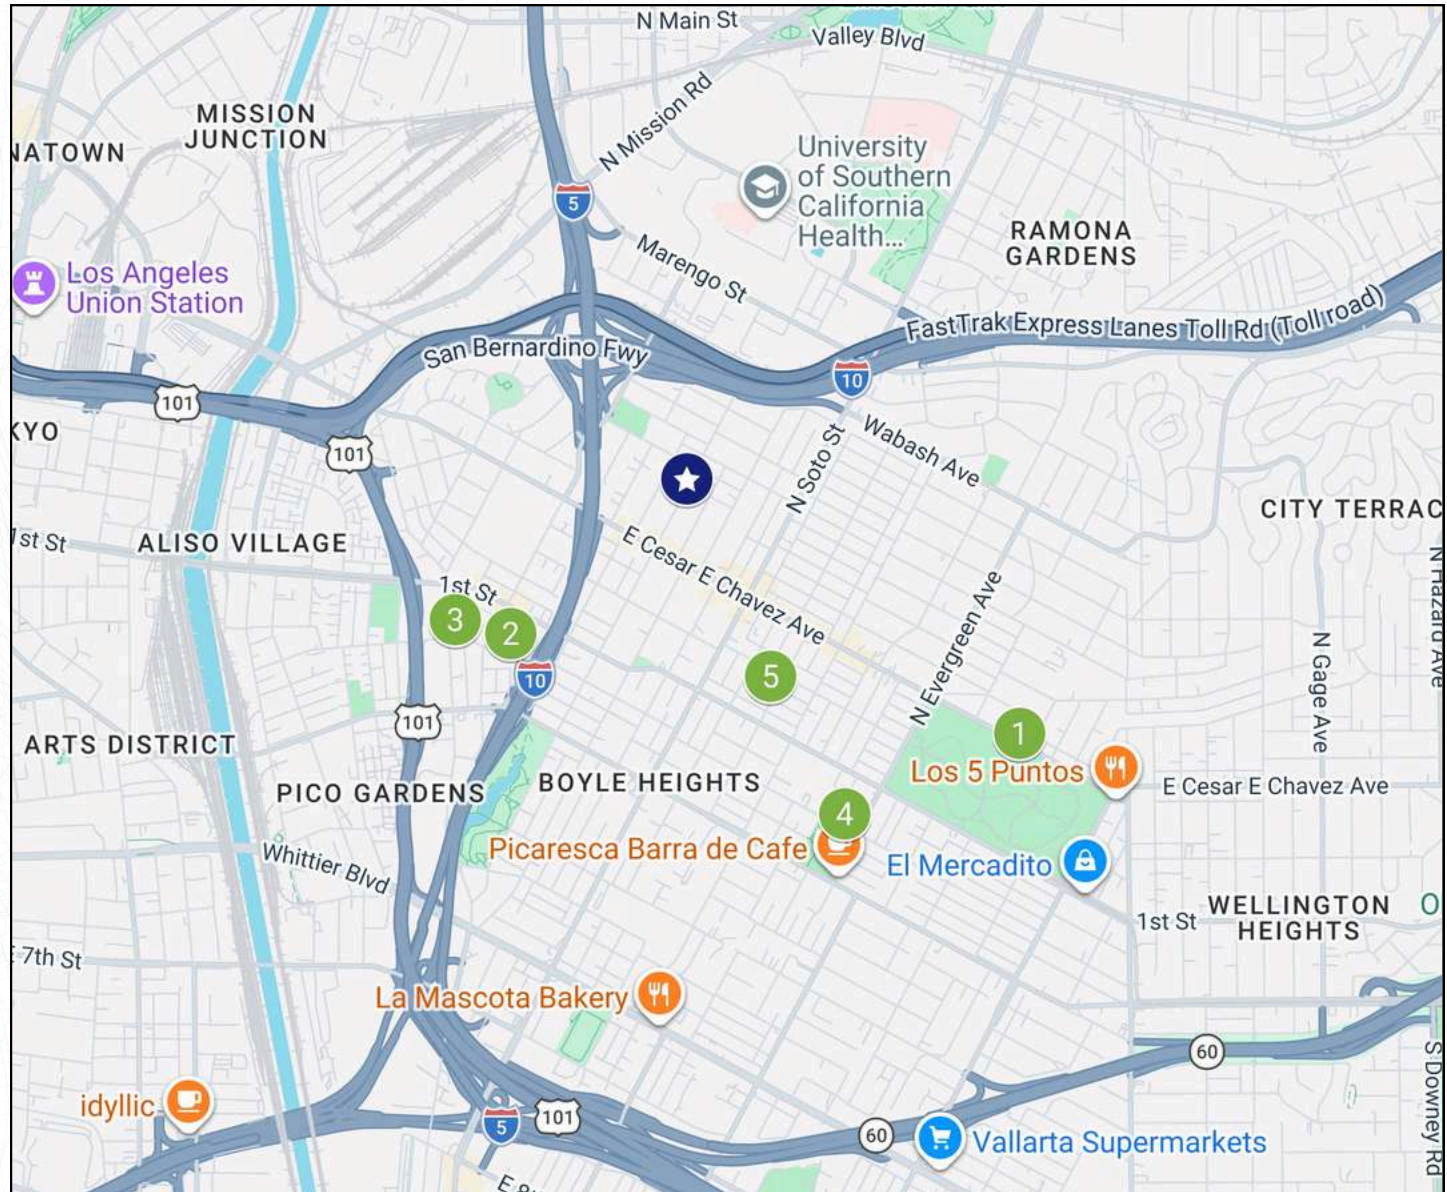 N Main St
Valley Blvd
MISSION
JUNCTION
NATOWN
N Mission Rd
University
of Southern
California
Health...
5
RAMONA
GARDENS
Marengo St
Los Angeles
Union Station
FastTrak Express Lanes Toll Rd (Toll road)
San Bernardino Fwy
10
101
KYO
101
Wabash Ave
N Soto St
CITY TERRAC
1st St
ALISO VILLAGE
E Cesar E Chavez Ave
N Hazard Ave
1st St
3
2
N Evergreen Ave
N Gage Ave
10
5
101
1
ARTS DISTRICT
Los 5 Puntos
PICO GARDENS
BOYLE HEIGHTS
E Cesar E Chavez Ave
4
Picaresca Barra de Cafe
El Mercadito
Whittier Blvd
1st St
WELLINGTON
HEIGHTS
O
E 7th St
La Mascota Bakery
60
S Downey Rd
idyllic
5
101
60
Vallarta Supermarkets